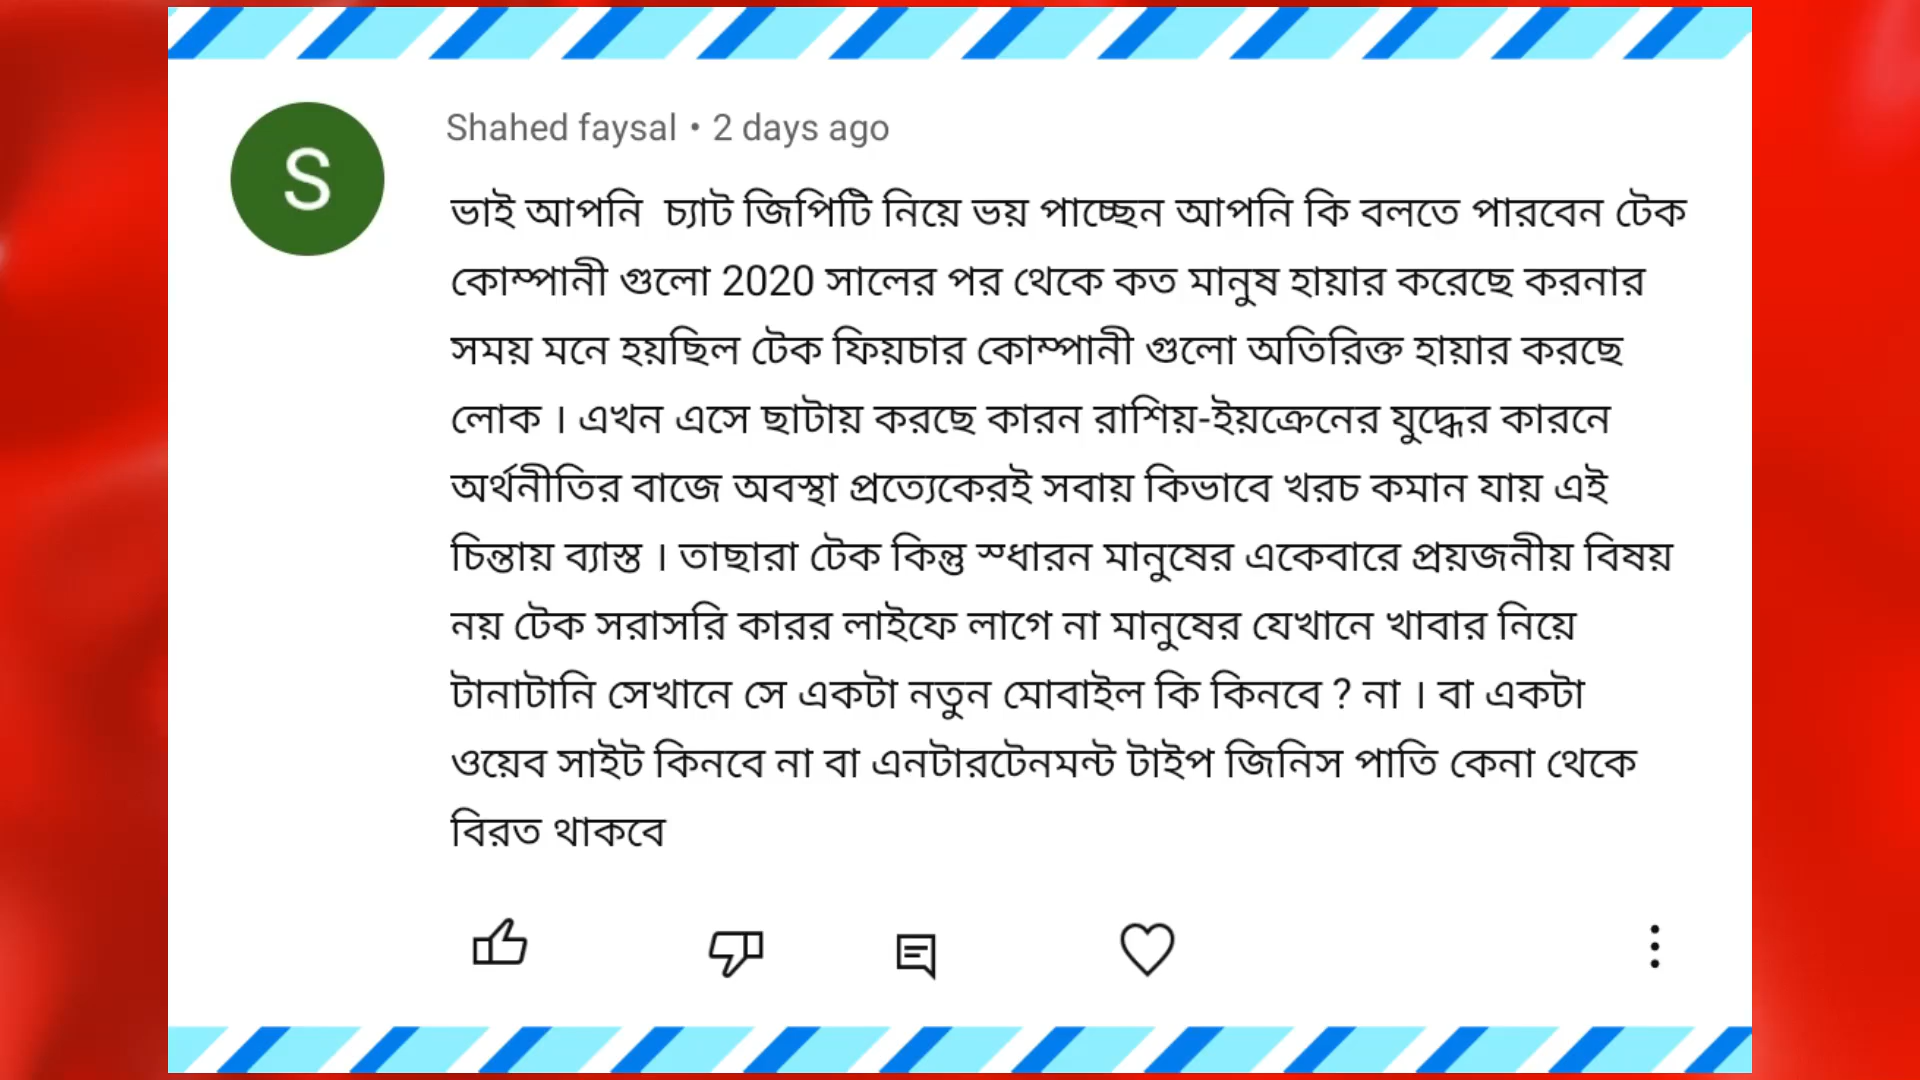 S
Shahed faysal • 2 days ago
ভাই আপনি  চ্যাট জিপিটি নিয়ে ভয় পাচ্ছেন আপনি কি বলতে পারবেন টেক
কোম্পানী গুলো 2020 সালের পর থেকে কত মানুষ হায়ার করেছে করনার
সময় মনে হয়ছিল টেক ফিয়চার কোম্পানী গুলো অতিরিক্ত হায়ার করছে
লোক । এখন এসে ছাটায় করছে কারন রাশিয়-ইয়ক্রেনের যুদ্ধের কারনে
অর্থনীতির বাজে অবস্থা প্রত্যেকেরই সবায় কিভাবে খরচ কমান যায় এই
চিন্তায় ব্যাস্ত । তাছারা টেক কিন্তু স্ধারন মানুষের একেবারে প্রয়জনীয় বিষয়
নয় টেক সরাসরি কারর লাইফে লাগে না মানুষের যেখানে খাবার নিয়ে
টানাটানি সেখানে সে একটা নতুন মোবাইল কি কিনবে ? না । বা একটা
ওয়েব সাইট কিনবে না বা এনটারটেনমন্ট টাইপ জিনিস পাতি কেনা থেকে
বিরত থাকবে